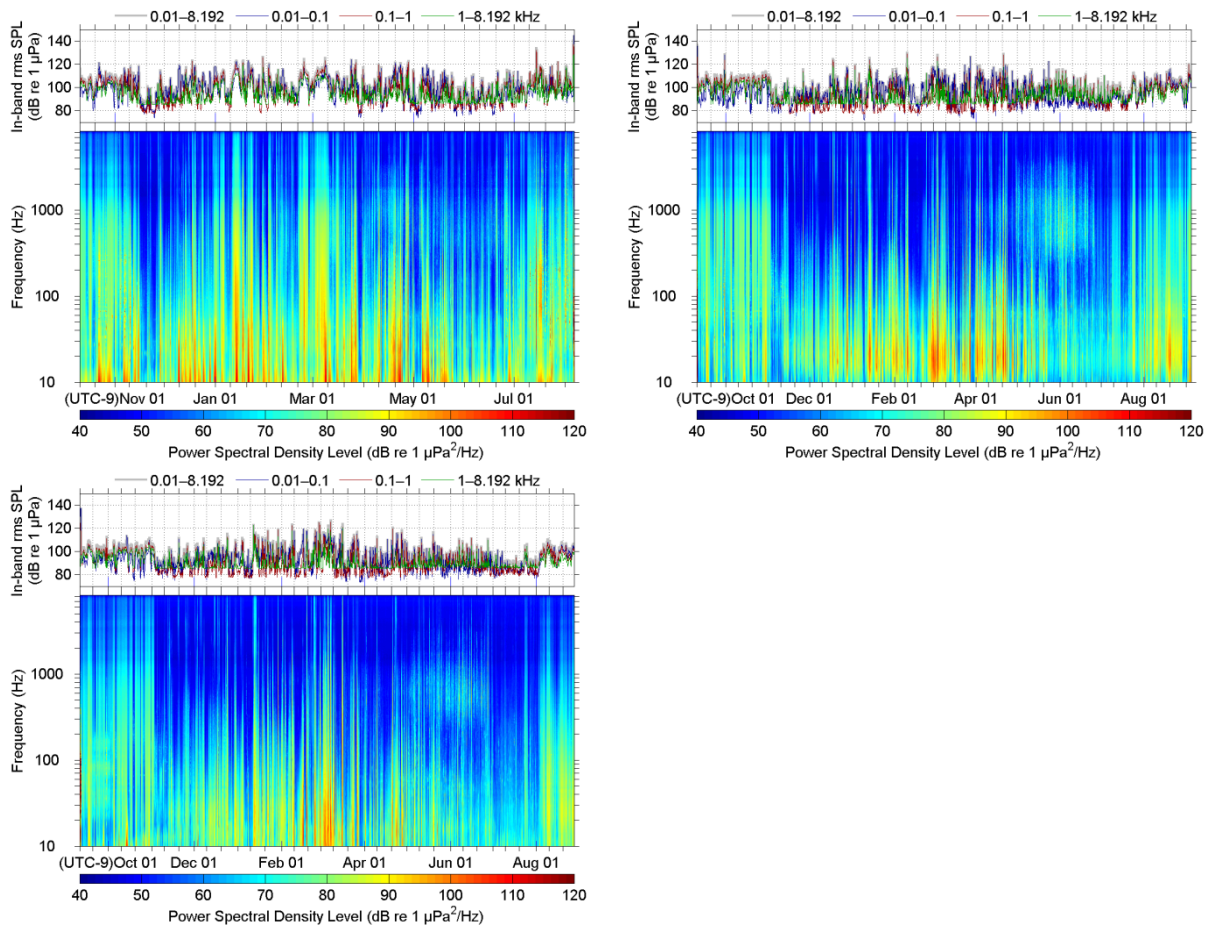 0.01–8.192 0.01–0.1 0.1–1 1–8.192 kHz
In-band rms SPL
(dB re 1 µPa)
140
120
100
80
Frequency (Hz)
1000
100
10
(UTC-9) Nov 01 Jan 01 Mar 01 May 01 Jul 01
40 50 60 70 80 90 100 110 120
Power Spectral Density Level (dB re 1 µPa²/Hz)
0.01–8.192 0.01–0.1 0.1–1 1–8.192 kHz
In-band rms SPL
(dB re 1 µPa)
140
120
100
80
Frequency (Hz)
1000
100
10
(UTC-9) Oct 01 Dec 01 Feb 01 Apr 01 Jun 01 Aug 01
40 50 60 70 80 90 100 110 120
Power Spectral Density Level (dB re 1 µPa²/Hz)
0.01–8.192 0.01–0.1 0.1–1 1–8.192 kHz
In-band rms SPL
(dB re 1 µPa)
140
120
100
80
Frequency (Hz)
1000
100
10
(UTC-9) Oct 01 Dec 01 Feb 01 Apr 01 Jun 01 Aug 01
40 50 60 70 80 90 100 110 120
Power Spectral Density Level (dB re 1 µPa²/Hz)